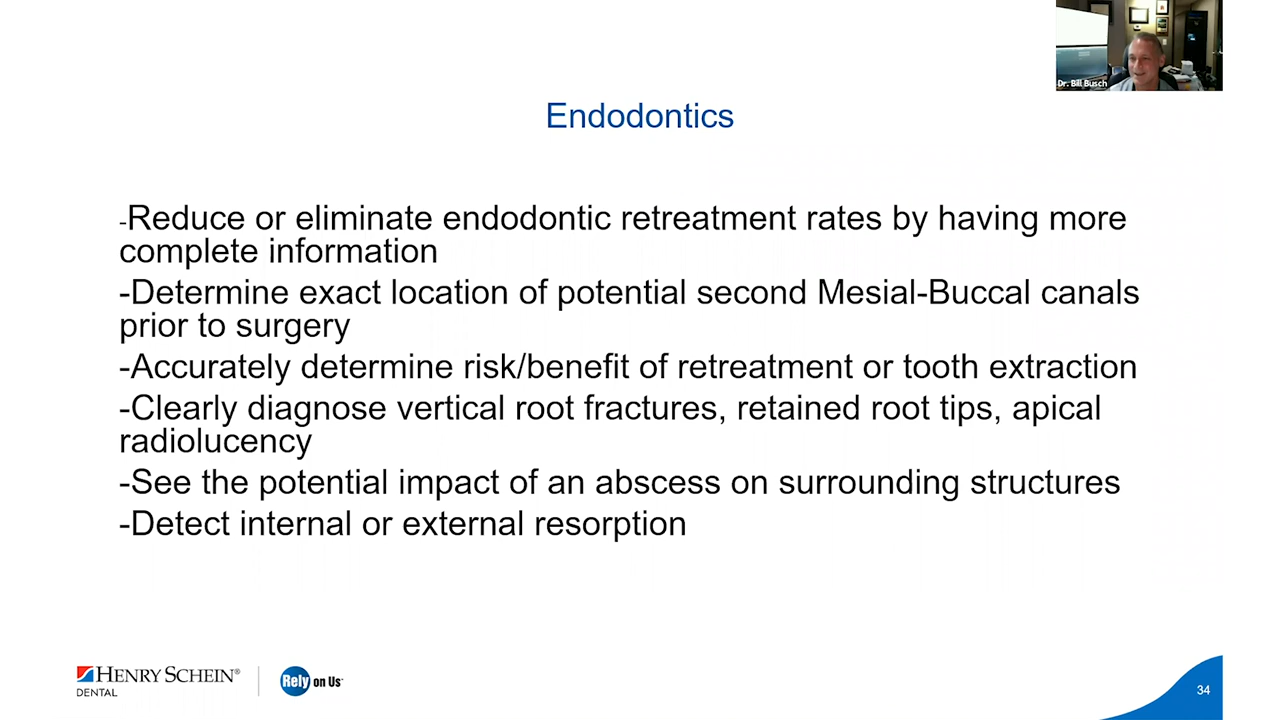 Dr. Bill Busch
Endodontics
-Reduce or eliminate endodontic retreatment rates by having more
complete information
-Determine exact location of potential second Mesial-Buccal canals
prior to surgery
-Accurately determine risk/benefit of retreatment or tooth extraction
-Clearly diagnose vertical root fractures, retained root tips, apical
radiolucency
-See the potential impact of an abscess on surrounding structures
-Detect internal or external resorption
HENRY SCHEIN®
DENTAL
Rely on Us™
34